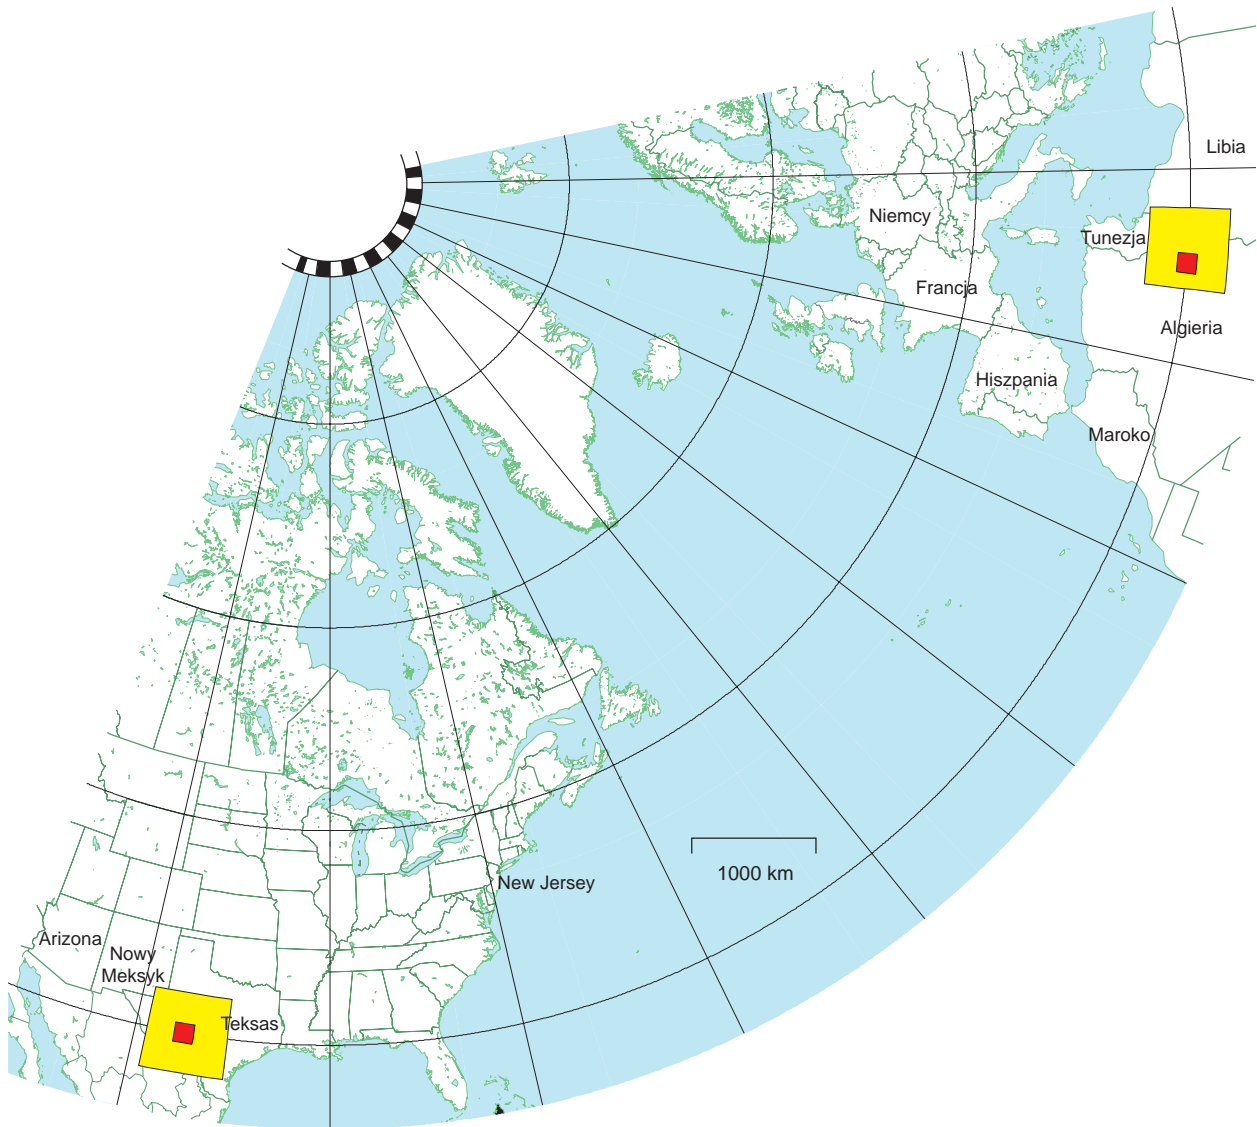 Libia
Niemcy
Tunezja
Francja
Algieria
Hiszpania
Maroko
1000 km
New Jersey
Arizona
Nowy
Meksyk
Teksas